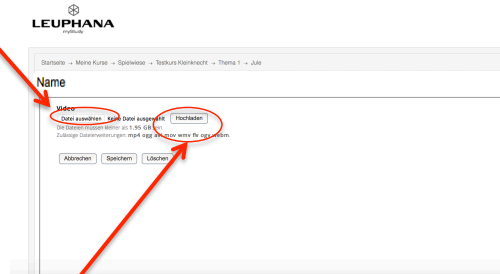 LEUPHANA
myStudy
Startseite → Meine Kurse → Spielwiese → Testkurs Kleinknecht → Thema 1 → Jule
Name
Video
Datei auswählen Keine Datei ausgewählt Hochladen
Die Dateien müssen kleiner als 1,95 GB sein.
Zulässige Dateierweiterungen: mp4 ogg avi mov wmv flv ogv webm.
Abbrechen Speichern Löschen